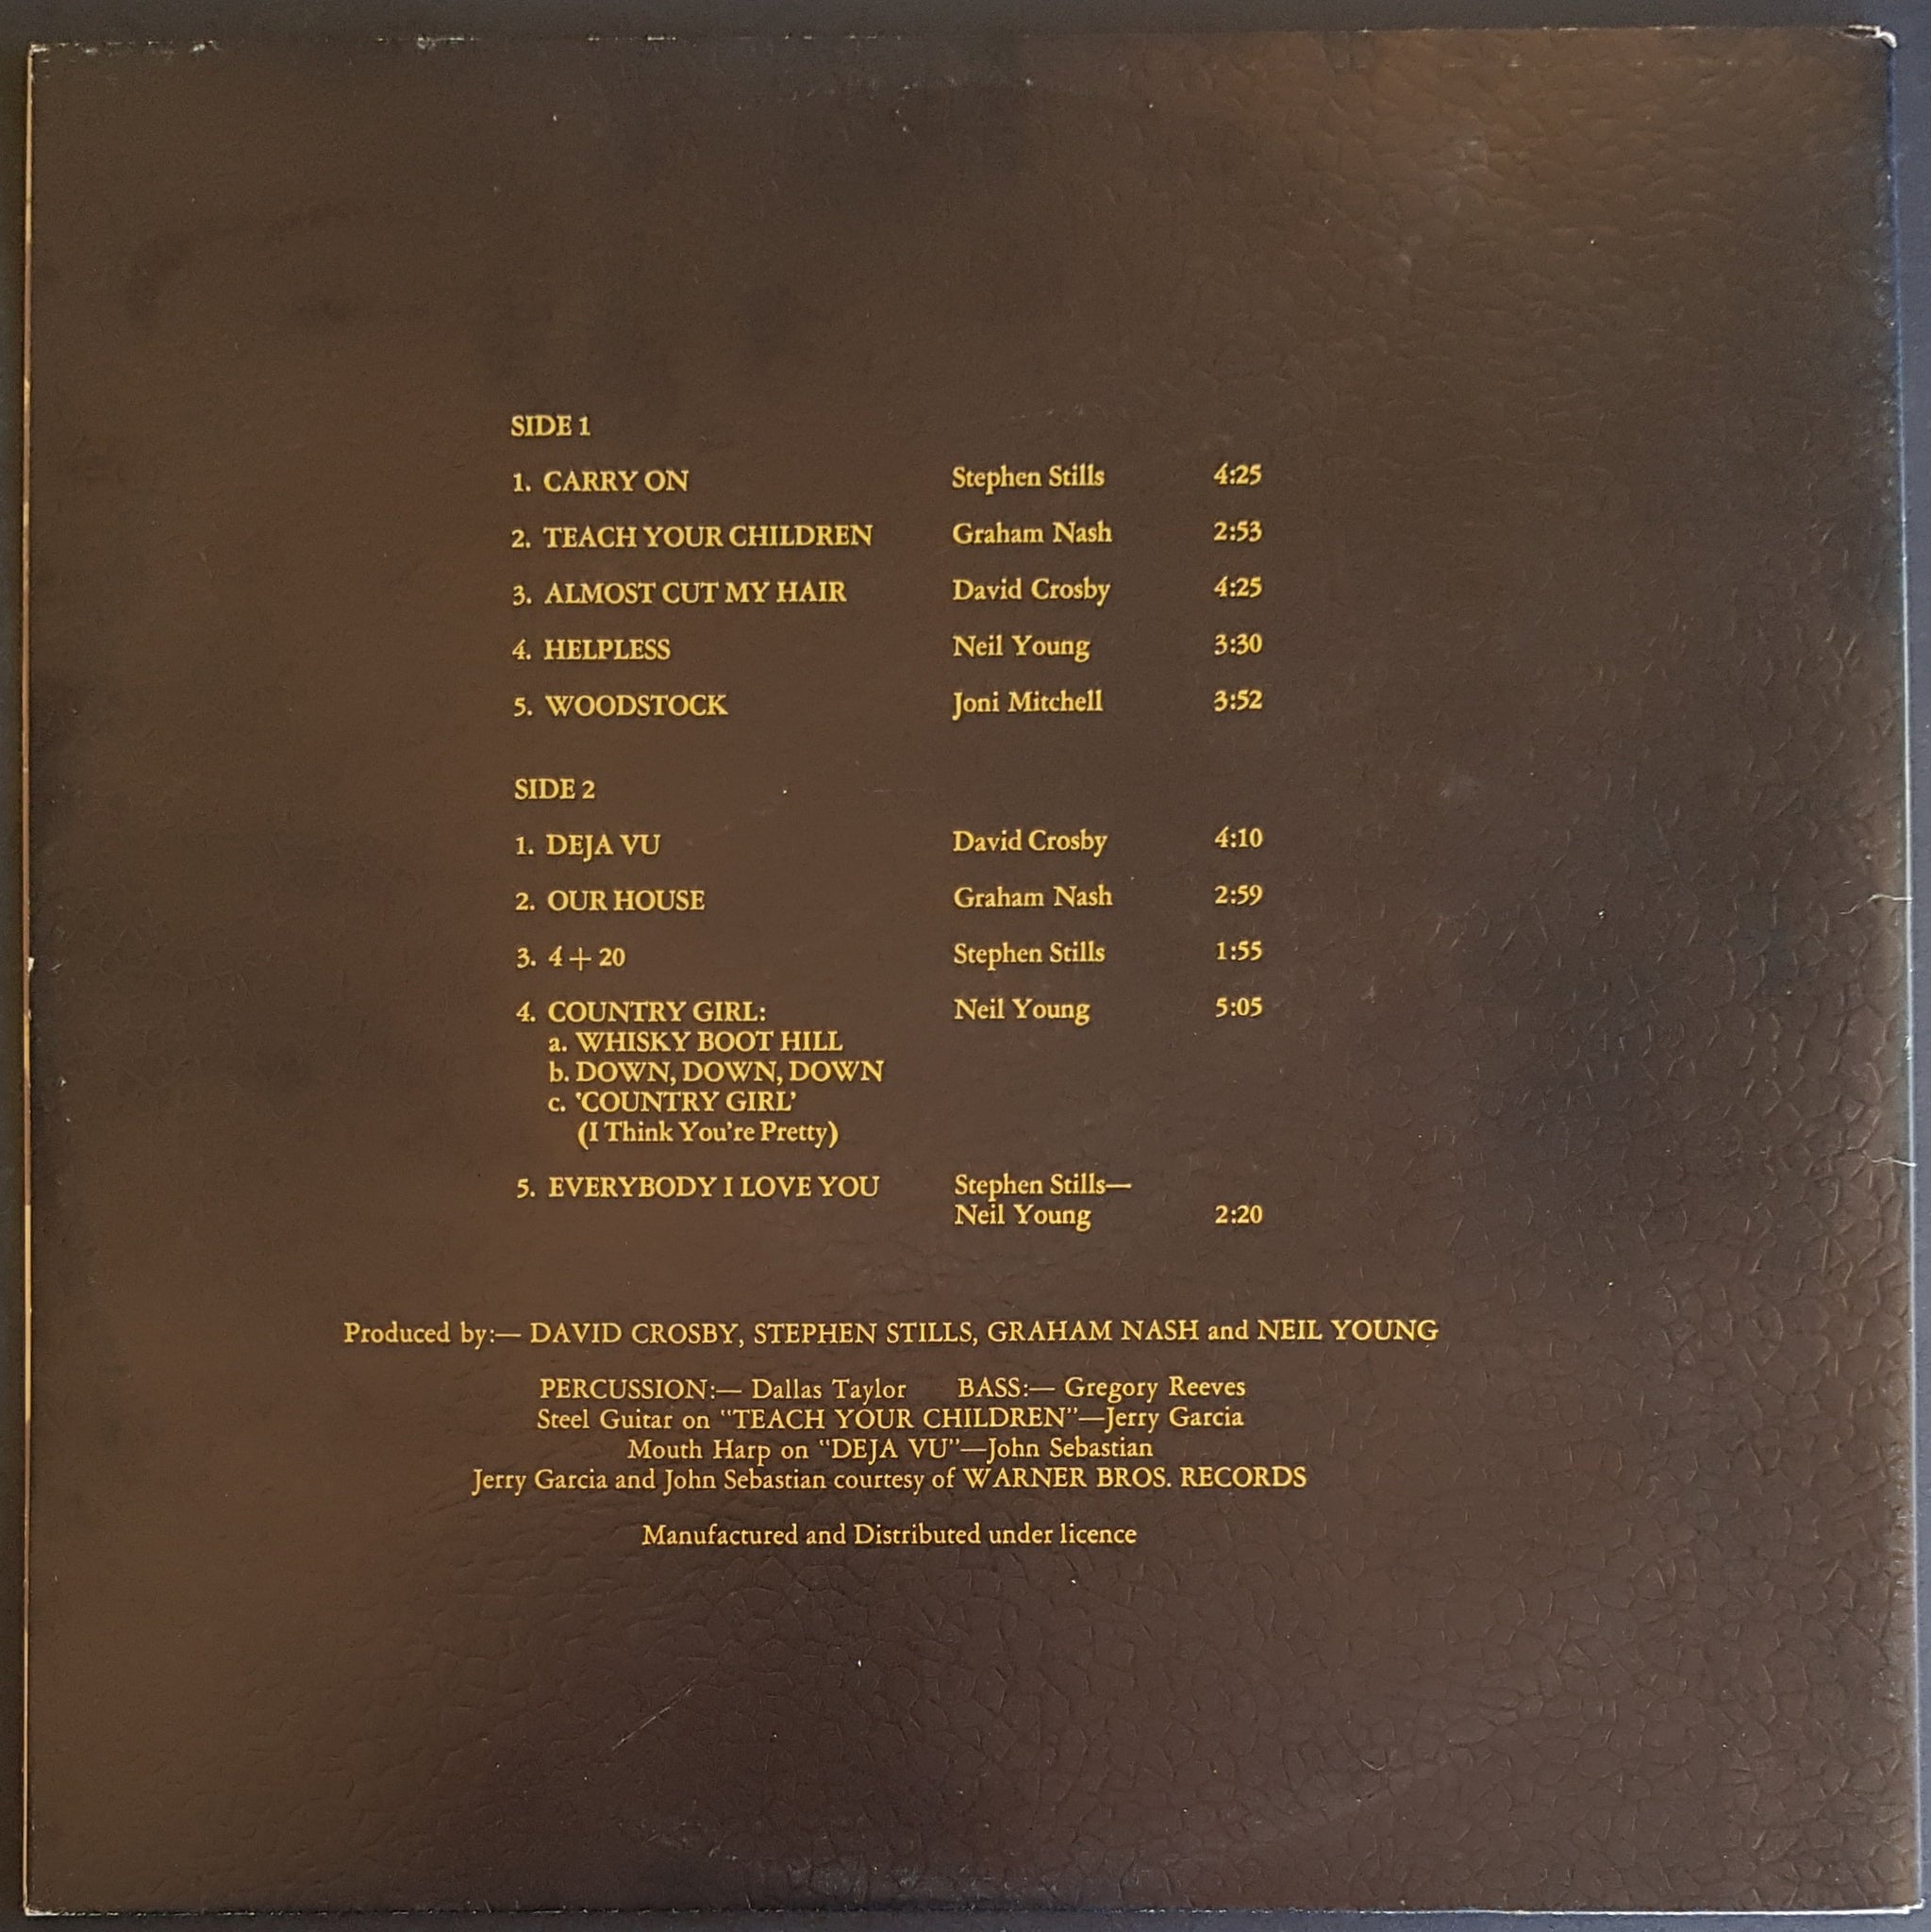 SIDE 1
1. CARRY ON Stephen Stills 4:25
2. TEACH YOUR CHILDREN Graham Nash 2:53
3. ALMOST CUT MY HAIR David Crosby 4:25
4. HELPLESS Neil Young 3:30
5. WOODSTOCK Joni Mitchell 3:52
SIDE 2
1. DEJA VU David Crosby 4:10
2. OUR HOUSE Graham Nash 2:59
3. 4 + 20 Stephen Stills 1:55
4. COUNTRY GIRL: Neil Young 5:05
a. WHISKY BOOT HILL
b. DOWN, DOWN, DOWN
c. 'COUNTRY GIRL'
(I Think You're Pretty)
5. EVERYBODY I LOVE YOU Stephen Stills—
Neil Young 2:20
Produced by:— DAVID CROSBY, STEPHEN STILLS, GRAHAM NASH and NEIL YOUNG
PERCUSSION:— Dallas Taylor BASS:— Gregory Reeves
Steel Guitar on "TEACH YOUR CHILDREN"—Jerry Garcia
Mouth Harp on "DEJA VU"—John Sebastian
Jerry Garcia and John Sebastian courtesy of WARNER BROS. RECORDS
Manufactured and Distributed under licence